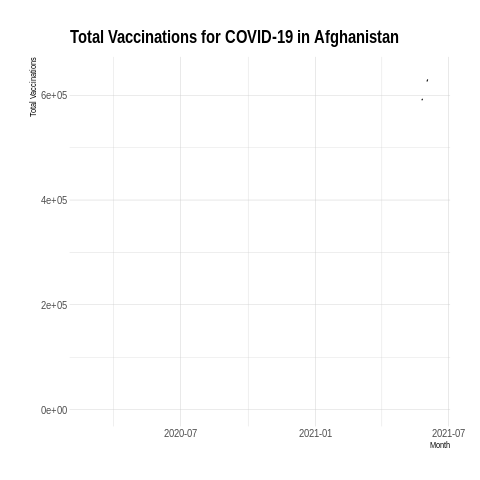 Total Vaccinations for COVID-19 in Afghanistan
Total Vaccinations
6e+05
4e+05
2e+05
0e+00
2020-07 2021-01 2021-07
Month